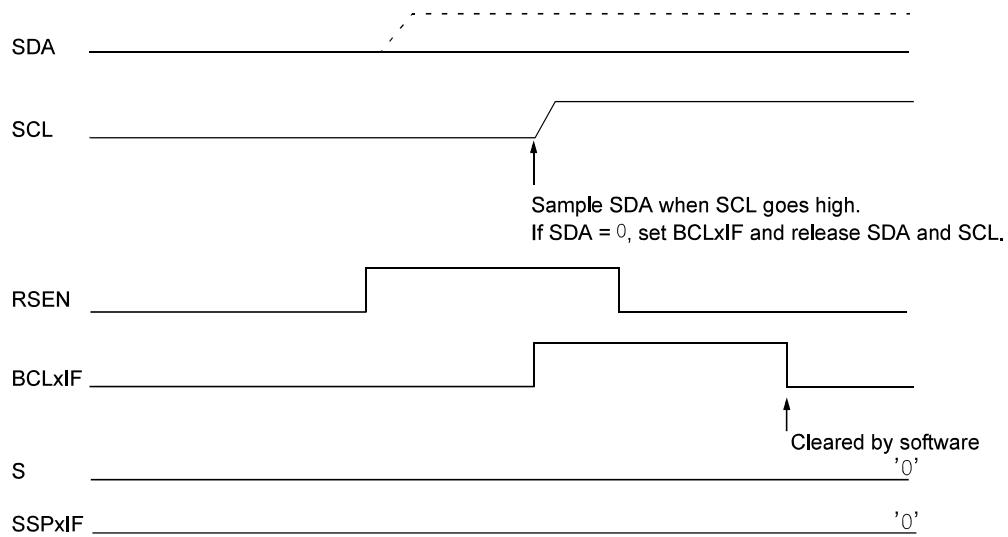 SDA
SCL
Sample SDA when SCL goes high.
If SDA = 0, set BCLxIF and release SDA and SCL.
RSEN
BCLxIF
Cleared by software
S
'0'
SSPxIF
'0'